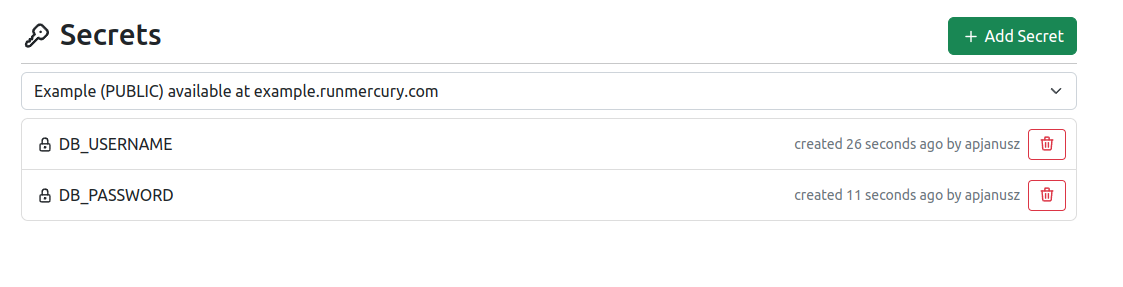 Secrets
+ Add Secret
Example (PUBLIC) available at example.runmercury.com
DB_USERNAME created 26 seconds ago by apjanusz
DB_PASSWORD created 11 seconds ago by apjanusz